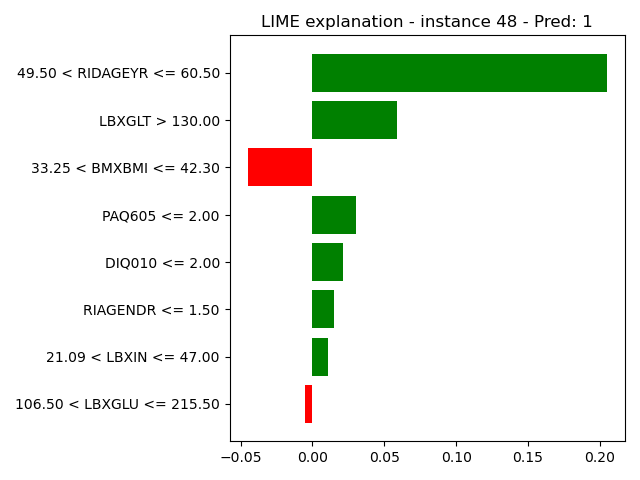 LIME explanation - instance 48 - Pred: 1
49.50 < RIDAGEYR <= 60.50
LBXGLT > 130.00
33.25 < BMXBMI <= 42.30
PAQ605 <= 2.00
DIQ010 <= 2.00
RIAGENDR <= 1.50
21.09 < LBXIN <= 47.00
106.50 < LBXGLU <= 215.50
−0.05 0.00 0.05 0.10 0.15 0.20